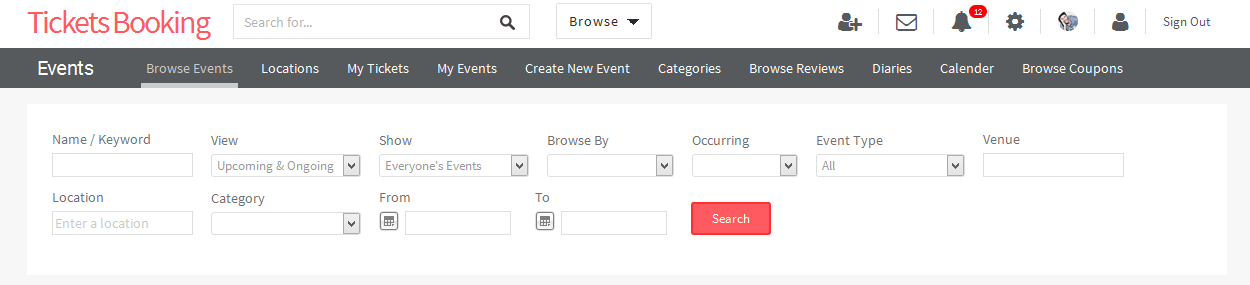 Tickets Booking Search for... Browse 12 Sign Out
Events Browse Events Locations My Tickets My Events Create New Event Categories Browse Reviews Diaries Calender Browse Coupons
Name / Keyword View Show Browse By Occurring Event Type Venue
Upcoming & Ongoing Everyone's Events All
Location Category From To
Enter a location Search